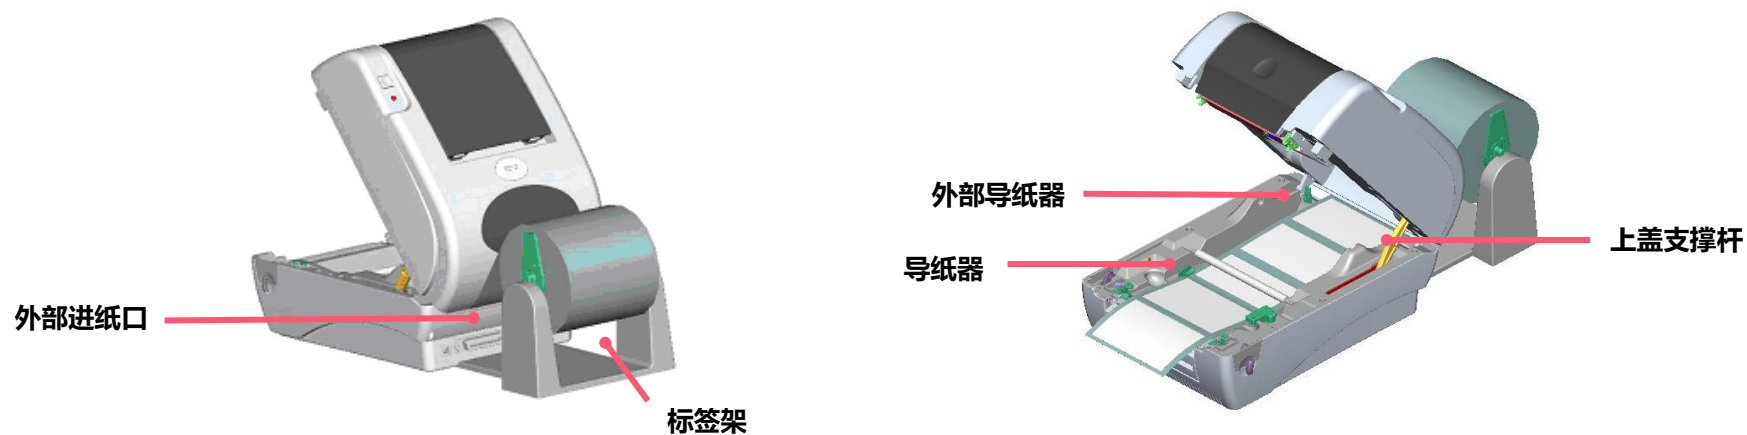 外部进纸口
标签架
外部导纸器
导纸器
上盖支撑杆